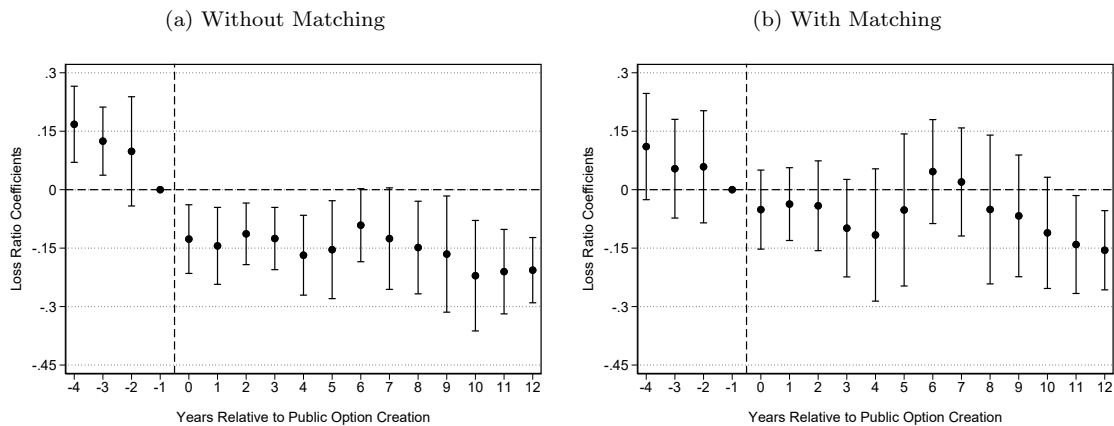 (a) Without Matching
.3
.15
0
-.15
-.3
-.45
Loss Ratio Coefficients
-4 -3 -2 -1 0 1 2 3 4 5 6 7 8 9 10 11 12
Years Relative to Public Option Creation
(b) With Matching
.3
.15
0
-.15
-.3
-.45
Loss Ratio Coefficients
-4 -3 -2 -1 0 1 2 3 4 5 6 7 8 9 10 11 12
Years Relative to Public Option Creation